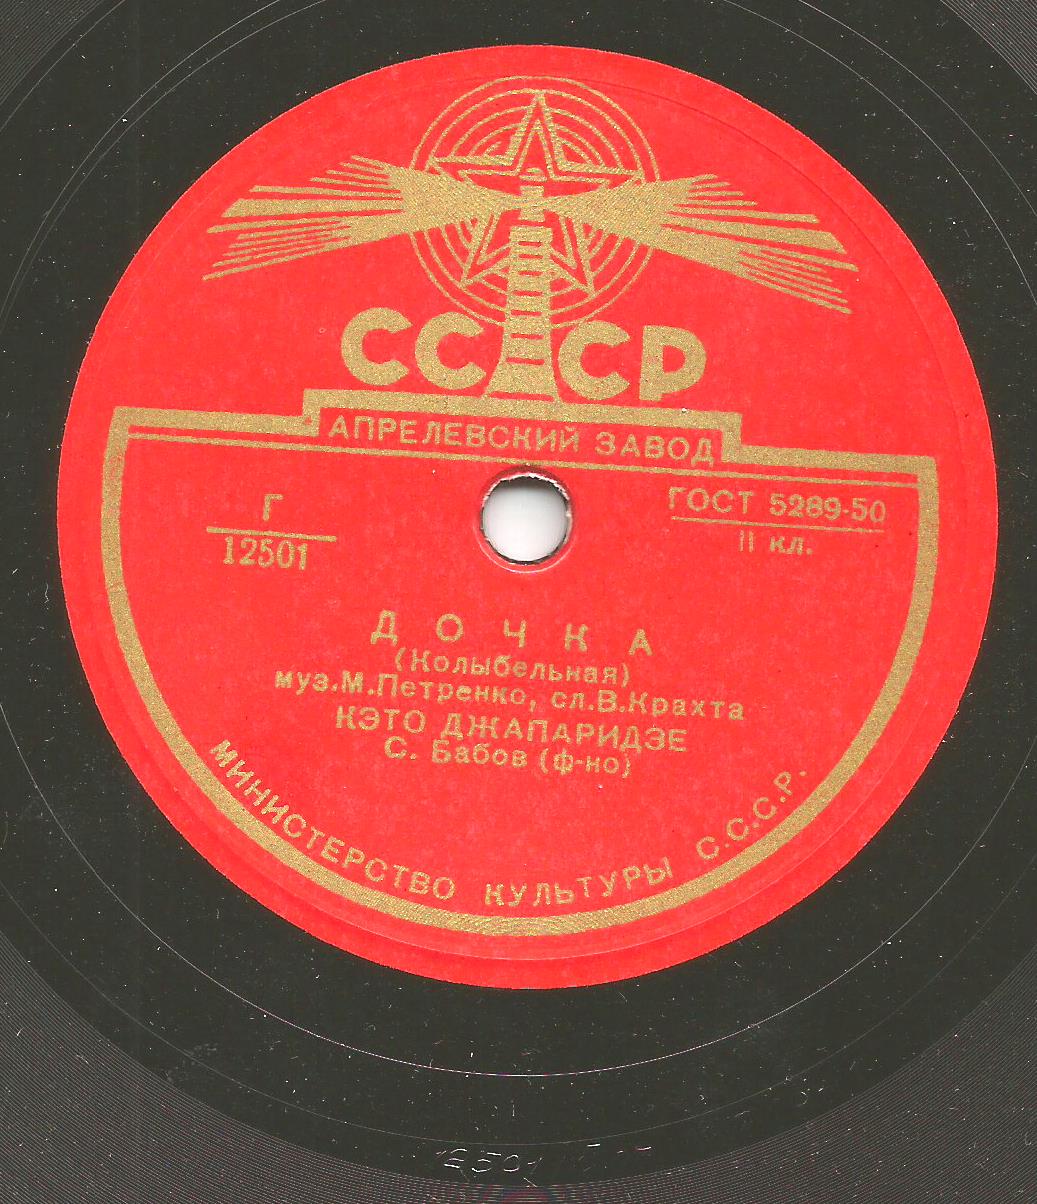 СССР
АПРЕЛЕВСКИЙ ЗАВОД
Г
12501
ГОСТ 5289-50
II кл.
ДОЧКА
(Колыбельная)
муз.М.Петренко, сл.В.Крахта
КЭТО ДЖАПАРИДЗЕ
С. Бабов (ф-но)
МИНИСТЕРСТВО КУЛЬТУРЫ С.С.С.Р.